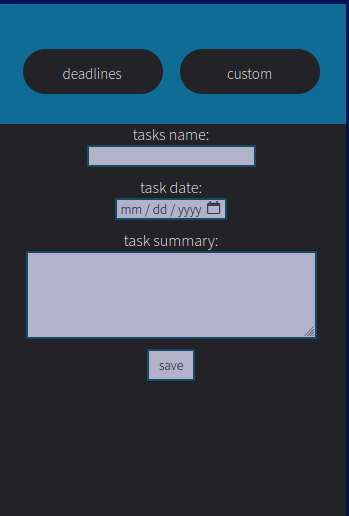 deadlines custom
tasks name:
task date:
mm / dd / yyyy
task summary:
save